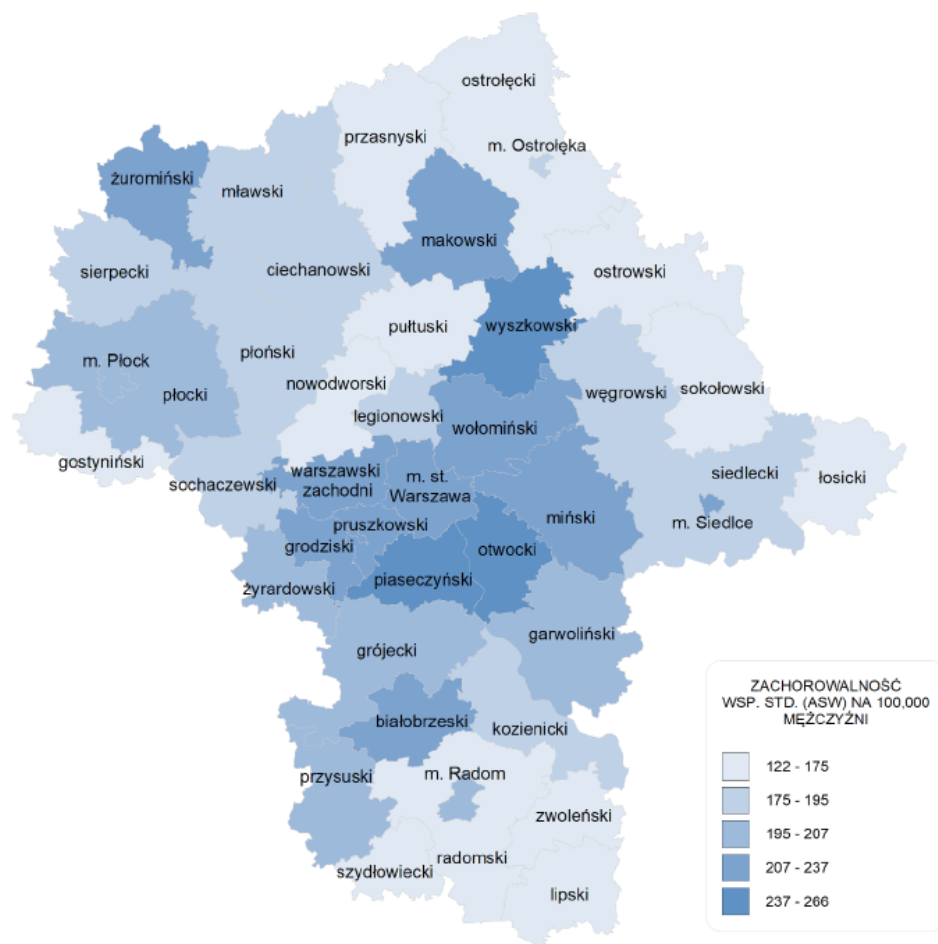 ostrołęcki
przasnyski
m. Ostrołęka
żuromiński
mławski
makowski
sierpecki
ciechanowski
ostrowski
pułtuski
wyszkowski
m. Płock
płoński
nowodworski
płocki
legionowski
węgrowski
sokołowski
wołomiński
gostyniński
sochaczewski
warszawski
zachodni
m. st.
Warszawa
siedlecki
łosicki
miński
m. Siedlce
pruszkowski
grodziski
otwocki
piaseczyński
żyrardowski
garwoliński
grójecki
białobrzeski
kozienicki
przysuski
m. Radom
zwoleński
radomski
szydłowiecki
lipski
ZACHOROWALNOŚĆ
WSP. STD. (ASW) NA 100,000
MĘŻCZYŹNI
122 - 175
175 - 195
195 - 207
207 - 237
237 - 266